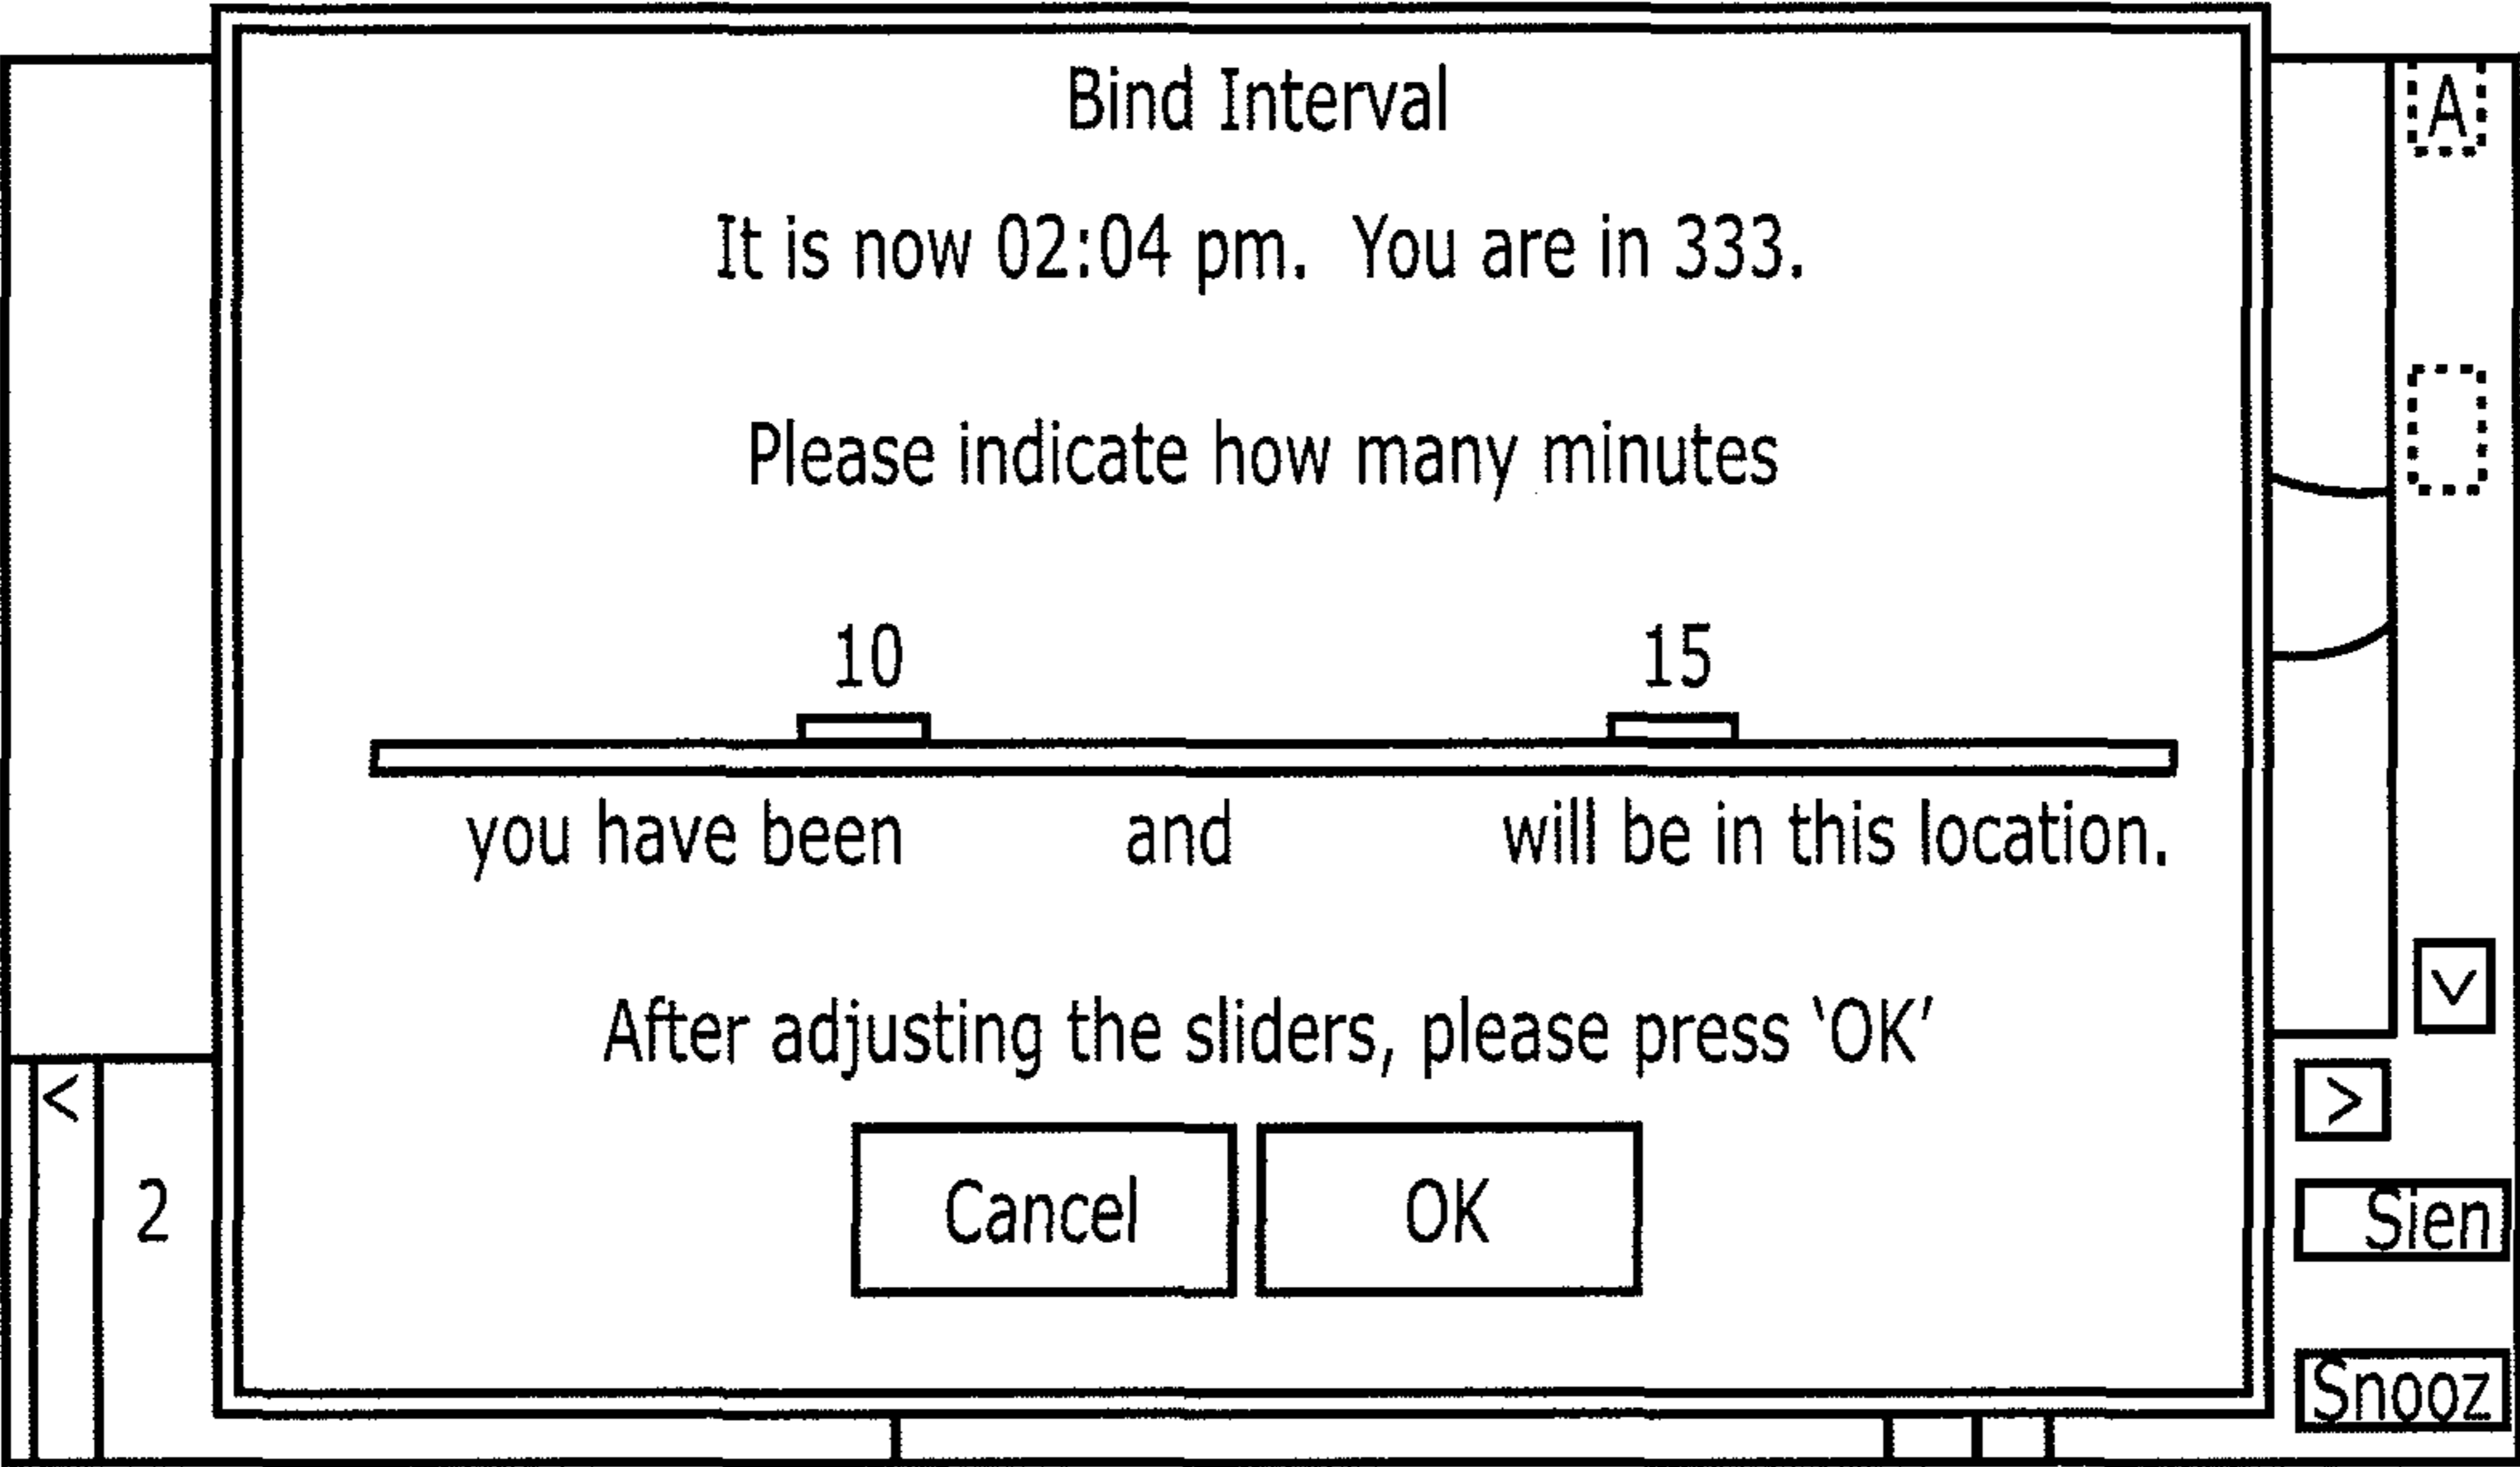 Bind Interval
A
It is now 02:04 pm. You are in 333.
Please indicate how many minutes
10 15
you have been and will be in this location.
After adjusting the sliders, please press ‘OK’
< >
2 Cancel OK Sien
Snooz